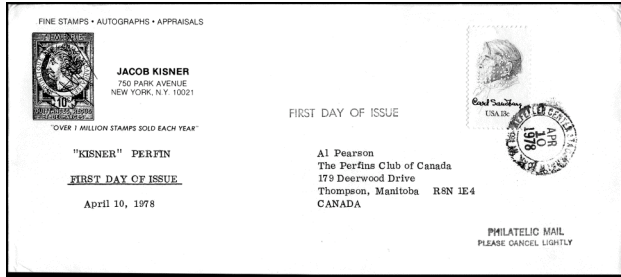 FINE STAMPS • AUTOGRAPHS • APPRAISALS
10
JACOB KISNER
750 PARK AVENUE
NEW YORK, N.Y. 10021
"OVER 1 MILLION STAMPS SOLD EACH YEAR"
"KISNER" PERFIN
FIRST DAY OF ISSUE
April 10, 1978
FIRST DAY OF ISSUE
Carl Sandburg
USA 13c
APR
10
1978
Al Pearson
The Perfins Club of Canada
179 Deerwood Drive
Thompson, Manitoba R8N 1E4
CANADA
PHILATELIC MAIL
PLEASE CANCEL LIGHTLY